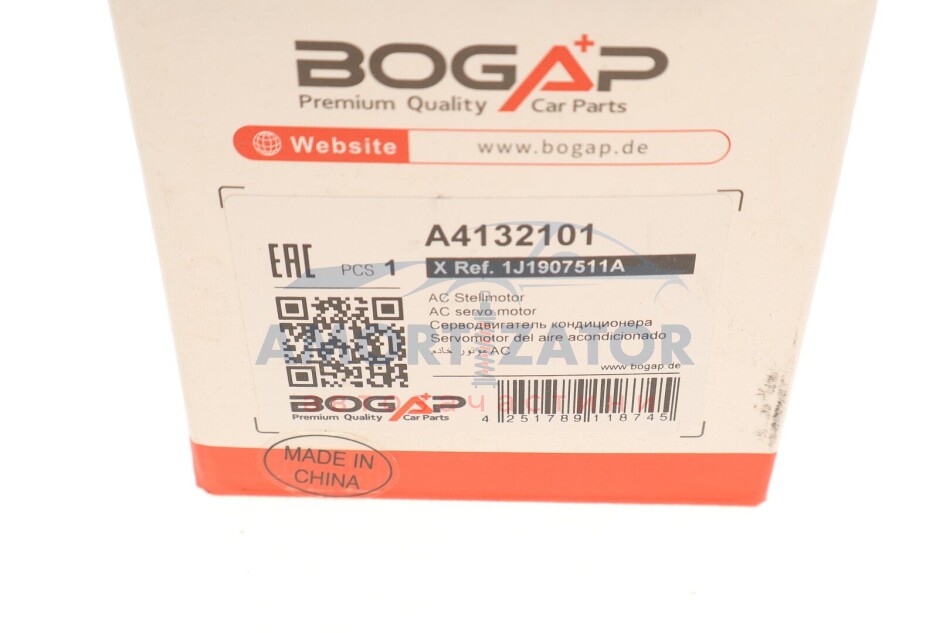 BOGAP
Premium Quality Car Parts
Website www.bogap.de
A4132101
EAC PCS 1
X Ref. 1J1907511A
AC Stellmotor
AC servo motor
Серводвигатель кондиционера
Servomotor del aire acondicionado
AC
www.bogap.de
AMORTIZATOR
автозапчастини
BOGAP
Premium Quality Car Parts
4 251789 118745
MADE IN
CHINA